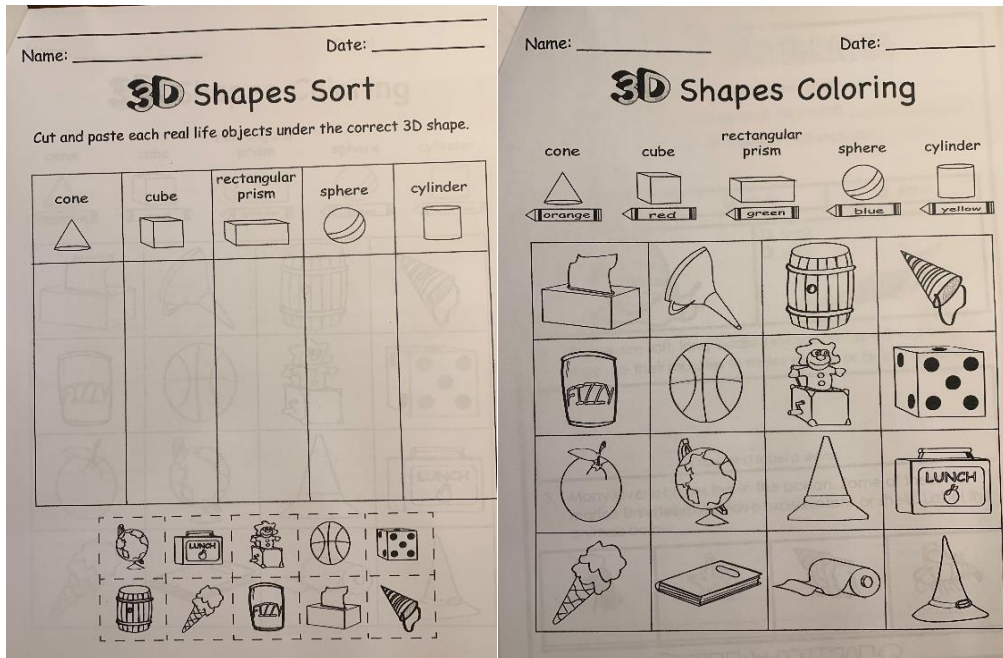 Name: Date:
3D Shapes Sort
Cut and paste each real life objects under the correct 3D shape.
cone cube rectangular prism sphere cylinder
LUNCH
FIZZY
Name: Date:
3D Shapes Coloring
cone cube rectangular prism sphere cylinder
orange red green blue yellow
FIZZY
LUNCH